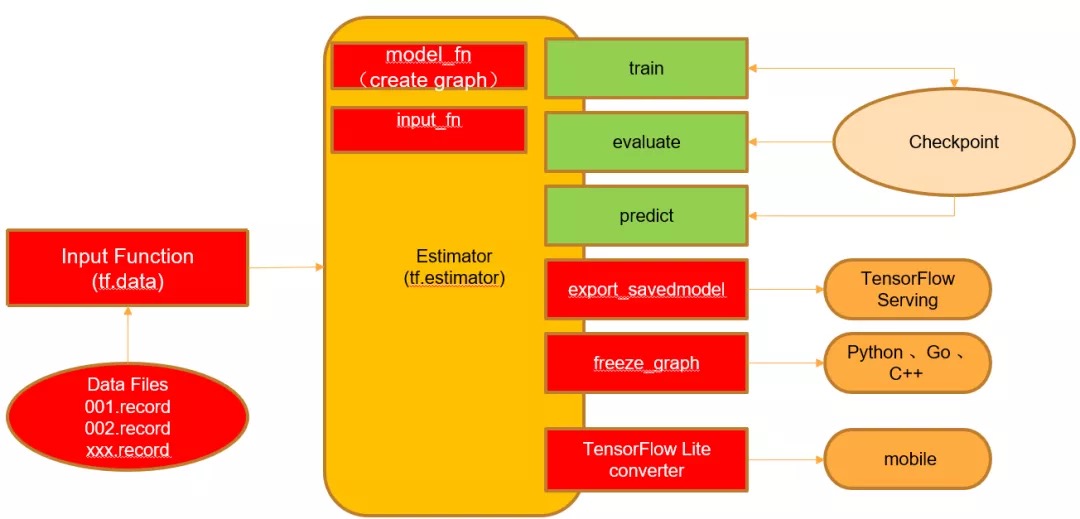 model_fn
（create graph）
input_fn
train
evaluate
predict
Checkpoint
Input Function
(tf.data)
Estimator
(tf.estimator)
export_savedmodel
TensorFlow
Serving
freeze_graph
Python 、Go 、
C++
Data Files
001.record
002.record
xxx.record
TensorFlow Lite
converter
mobile